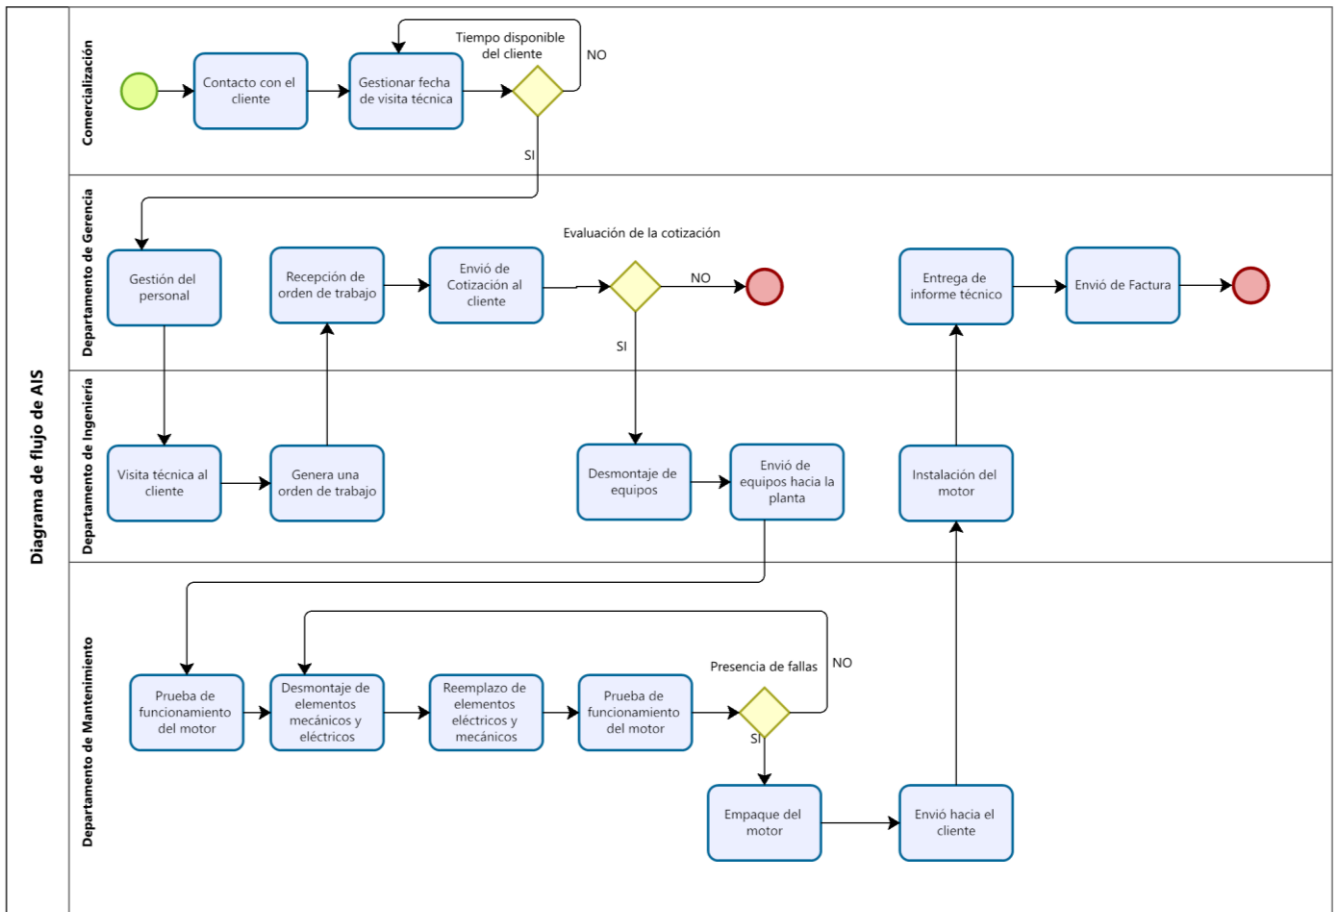 Diagrama de flujo de AIS
Comercialización
Contacto con el
cliente
Gestionar fecha
de visita técnica
Tiempo disponible
del cliente
NO
SI
Departamento de Gerencia
Gestión del
personal
Recepción de
orden de trabajo
Envió de
Cotización al
cliente
Evaluación de la cotización
NO
SI
Entrega de
informe técnico
Envió de Factura
Departamento de Ingeniería
Visita técnica al
cliente
Genera una
orden de trabajo
Desmontaje de
equipos
Envió de
equipos hacia la
planta
Instalación del
motor
Departamento de Mantenimiento
Prueba de
funcionamiento
del motor
Desmontaje de
elementos
mecánicos y
eléctricos
Reemplazo de
elementos
eléctricos y
mecánicos
Prueba de
funcionamiento
del motor
Presencia de fallas
NO
SI
Empaque del
motor
Envió hacia el
cliente